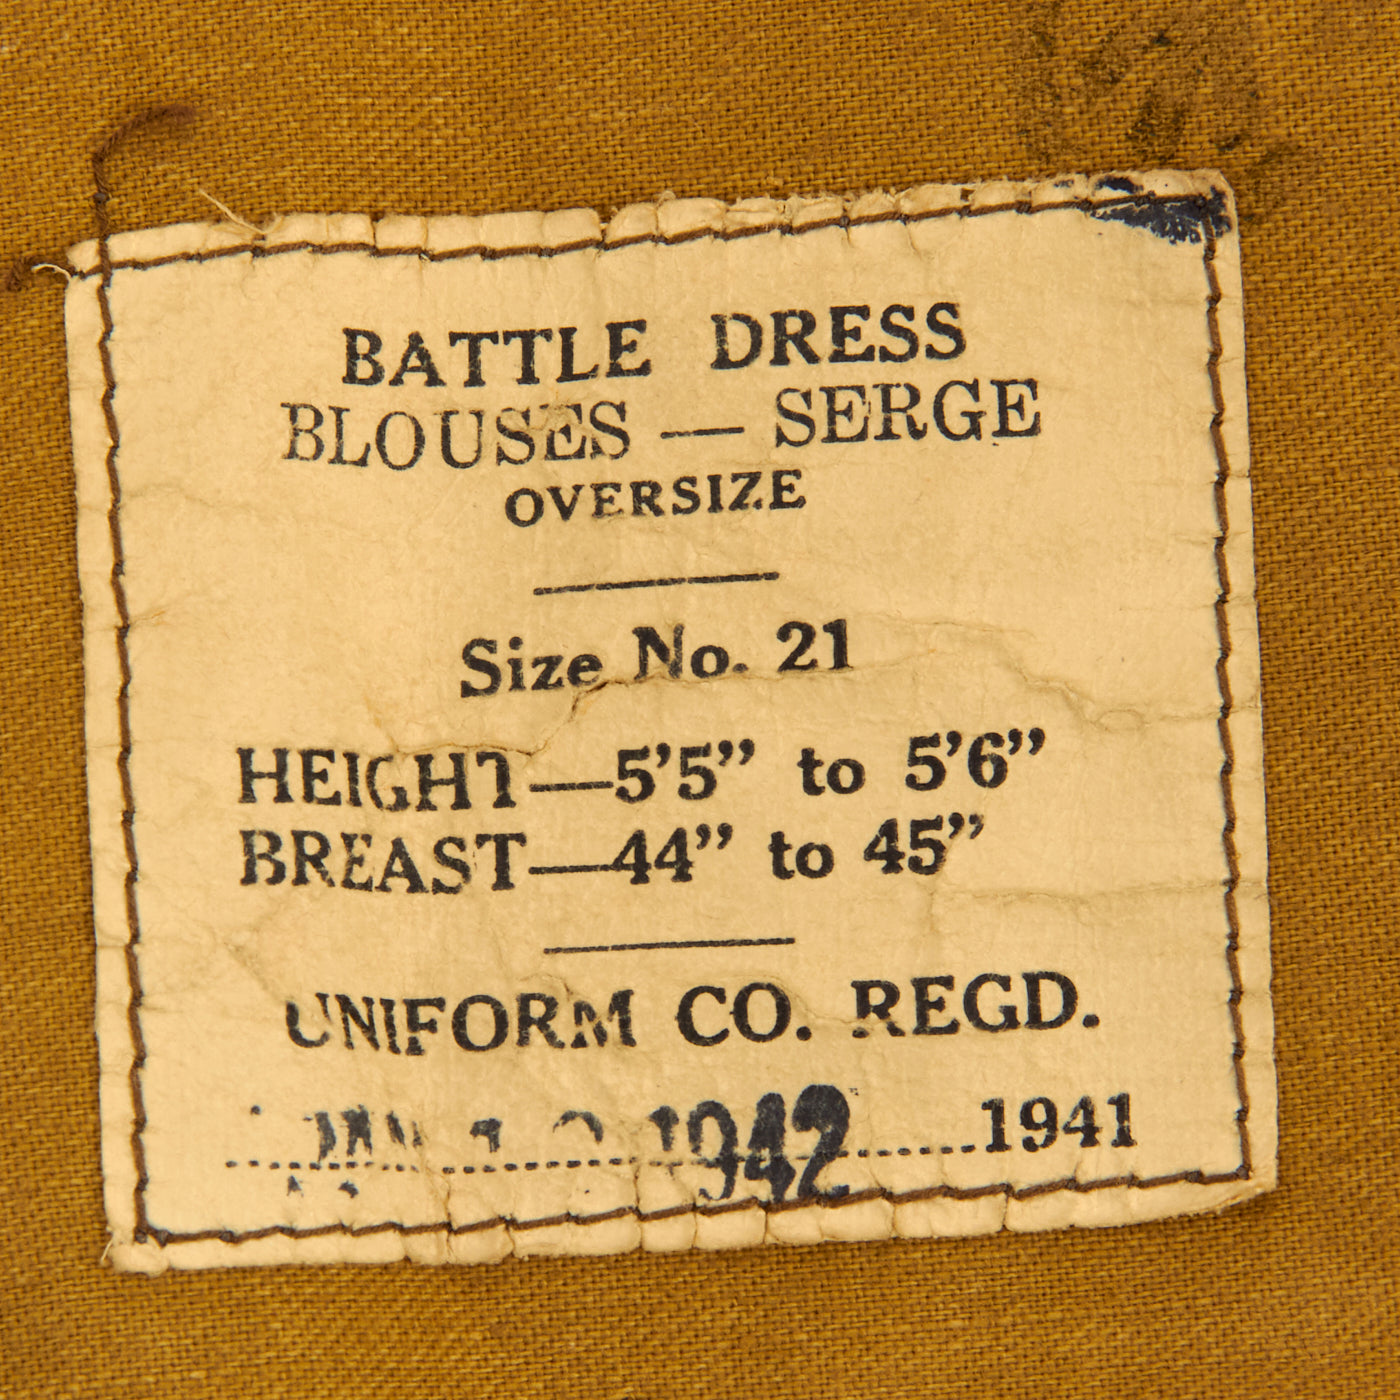 BATTLE DRESS
BLOUSES — SERGE
OVERSIZE
Size No. 21
HEIGHT—5'5” to 5'6”
BREAST—44” to 45”
UNIFORM CO. REGD.
1942 ......1941